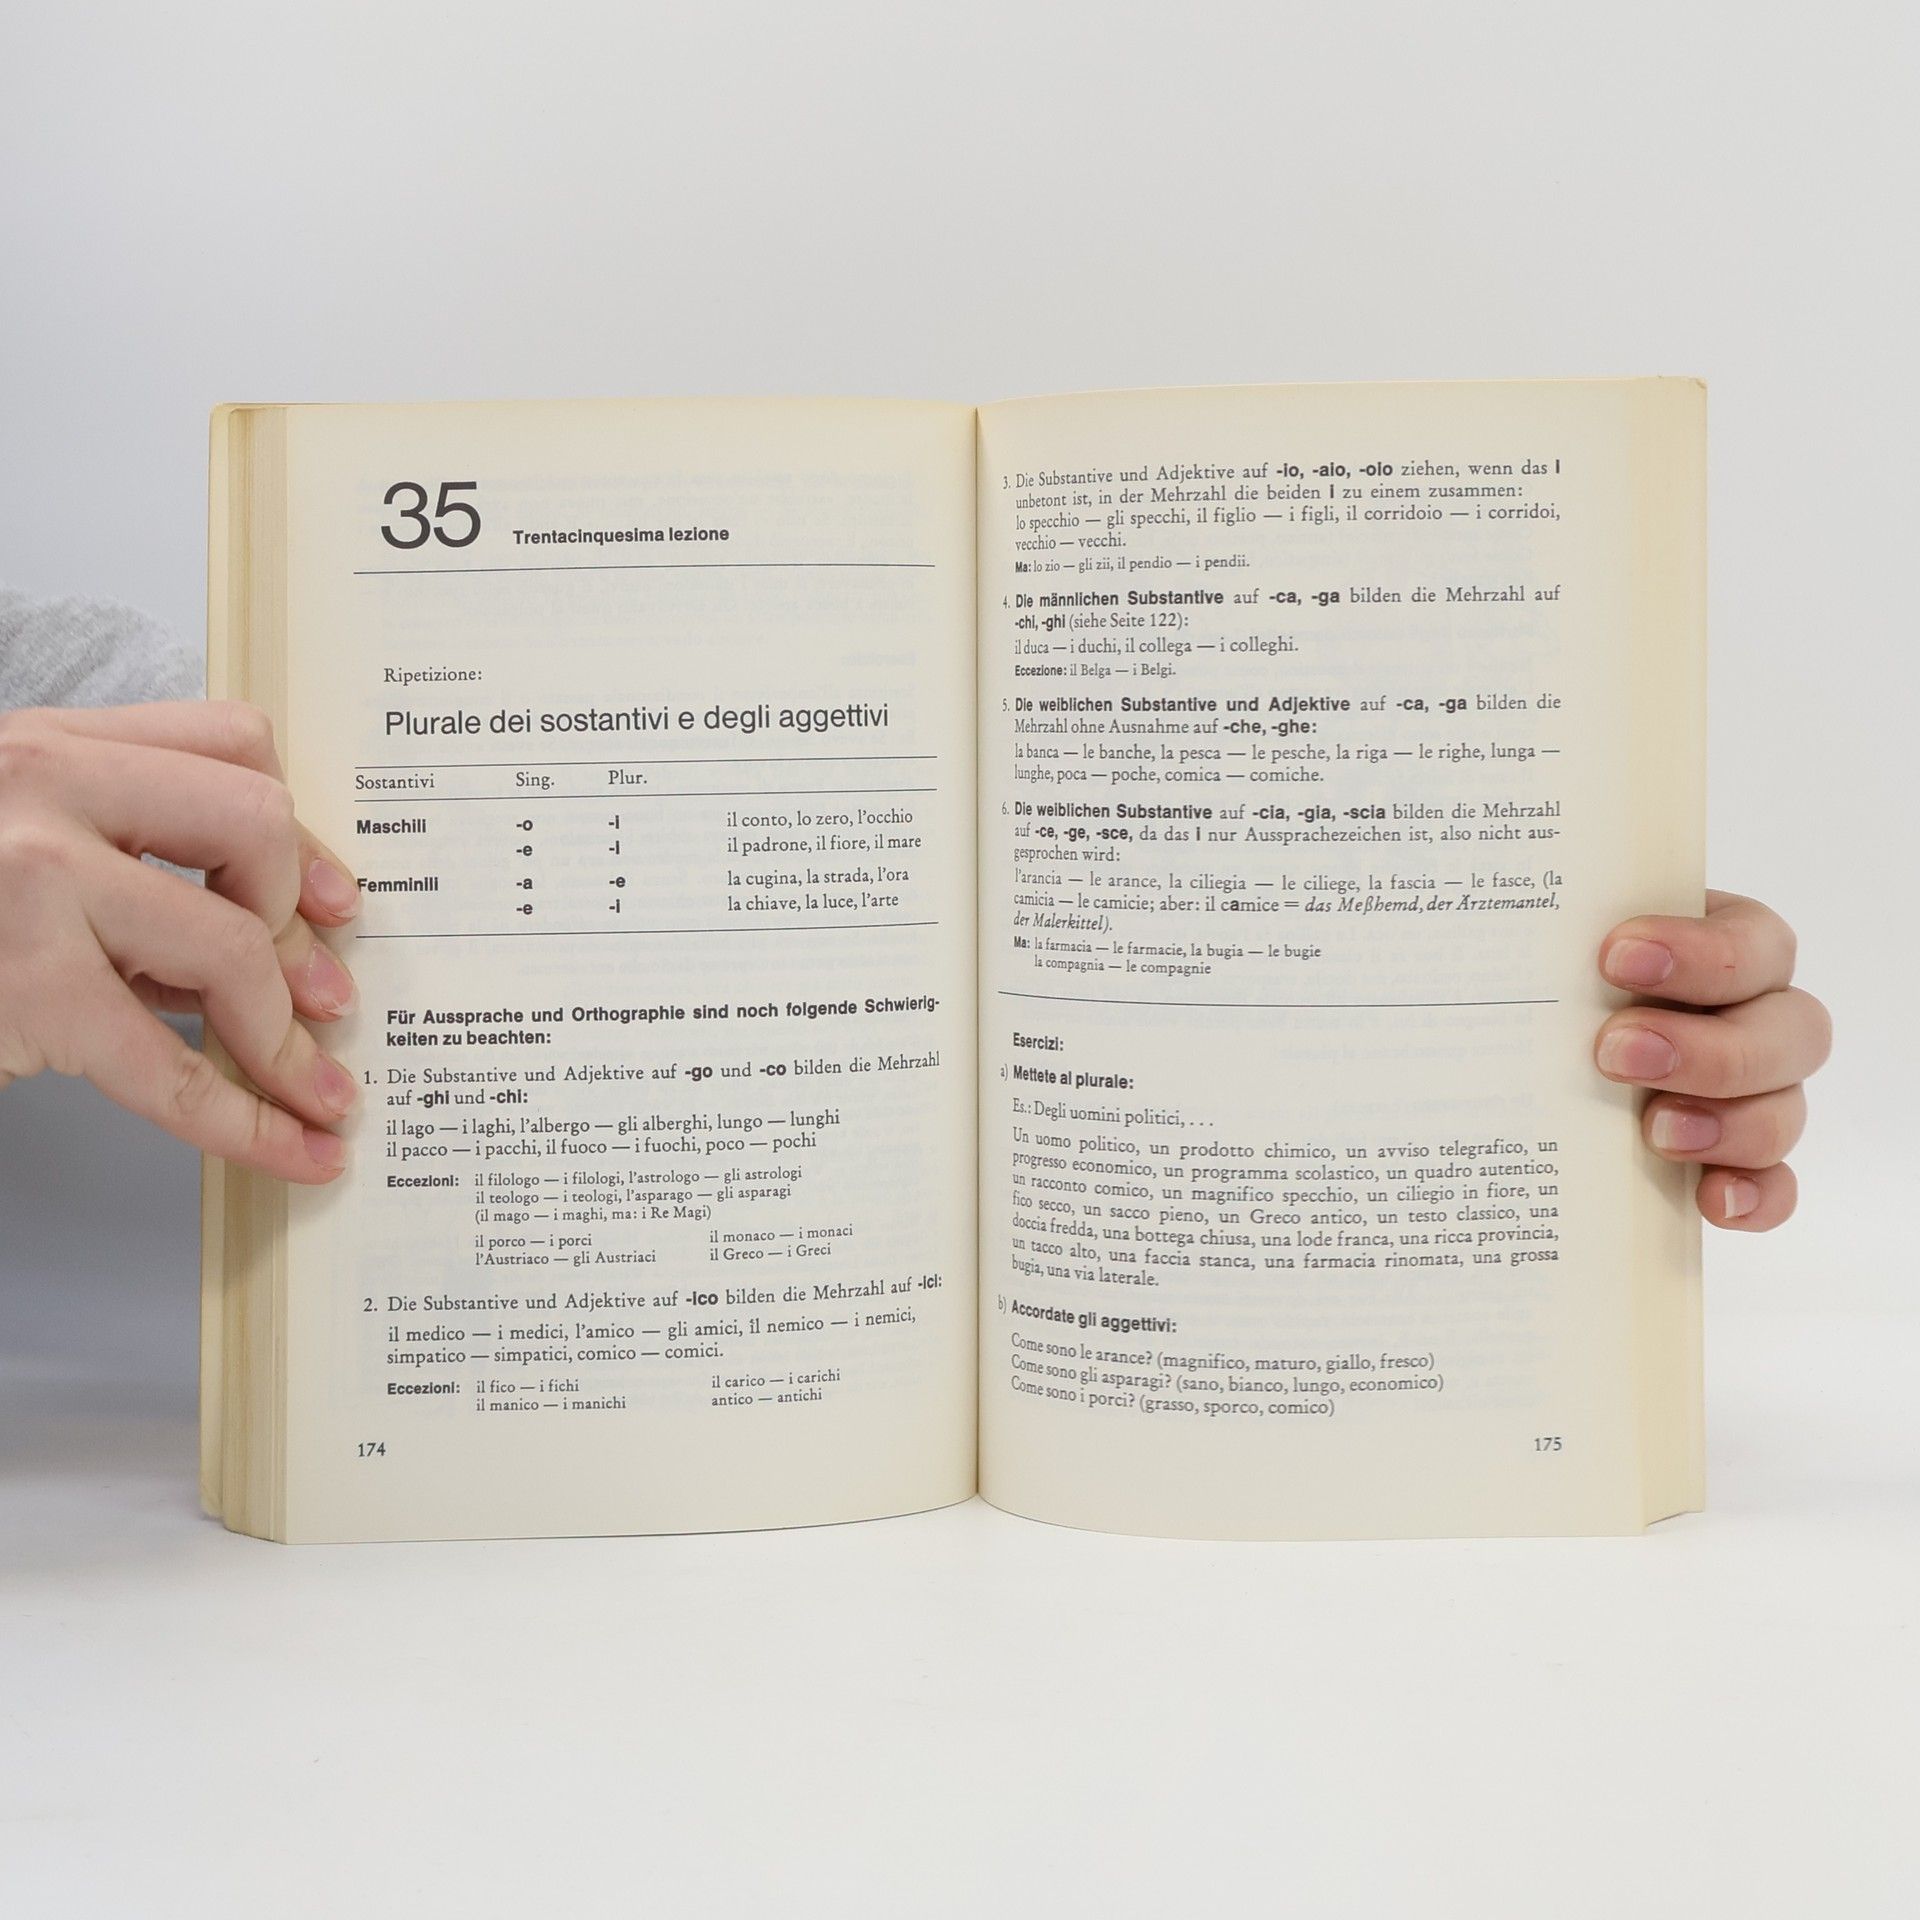 35 Trentacinquesima lezione
Ripetizione:
Plurale dei sostantivi e degli aggettivi
Sostantivi Sing. Plur.
Maschili -o -i il conto, lo zero, l'occhio
-e -i il padrone, il fiore, il mare
Femminili -a -e la cugina, la strada, l'ora
-e -i la chiave, la luce, l'arte
Für Aussprache und Orthographie sind noch folgende Schwierig-
keiten zu beachten:
1. Die Substantive und Adjektive auf -go und -co bilden die Mehrzahl
auf -ghi und -chi:
il lago — i laghi, l'albergo — gli alberghi, lungo — lunghi
il pacco — i pacchi, il fuoco — i fuochi, poco — pochi
Eccezioni: il filologo — i filologi, l'astrologo — gli astrologi
il teologo — i teologi, l'asparago — gli asparagi
(il mago — i maghi, ma: i Re Magi)
il porco — i porci il monaco — i monaci
l'Austriaco — gli Austriaci il Greco — i Greci
2. Die Substantive und Adjektive auf -ico bilden die Mehrzahl auf -ici:
il medico — i medici, l'amico — gli amici, il nemico — i nemici,
simpatico — simpatici, comico — comici.
Eccezioni: il fico — i fichi il carico — i carichi
il manico — i manichi antico — antichi
174
3. Die Substantive und Adjektive auf -io, -aio, -oio ziehen, wenn das i
unbetont ist, in der Mehrzahl die beiden i zu einem zusammen:
lo specchio — gli specchi, il figlio — i figli, il corridoio — i corridoi,
vecchio — vecchi.
Ma: lo zio — gli zii, il pendio — i pendii.
4. Die männlichen Substantive auf -ca, -ga bilden die Mehrzahl auf
-chi, -ghi (siehe Seite 122):
il duca — i duchi, il collega — i colleghi.
Eccezione: il Belga — i Belgi.
5. Die weiblichen Substantive und Adjektive auf -ca, -ga bilden die
Mehrzahl ohne Ausnahme auf -che, -ghe:
la banca — le banche, la pesca — le pesche, la riga — le righe, lunga —
lunghe, poca — poche, comica — comiche.
6. Die weiblichen Substantive auf -cia, -gia, -scia bilden die Mehrzahl
auf -ce, -ge, -sce, da das i nur Aussprachezeichen ist, also nicht aus-
gesprochen wird:
l'arancia — le arance, la ciliegia — le ciliege, la fascia — le fasce, (la
camicia — le camicie; aber: il camice = das Meßhemd, der Ärztemantel,
der Malerkittel).
Ma: la farmacia — le farmacie, la bugia — le bugie
la compagnia — le compagnie
Esercizi:
a) Mettete al plurale:
Es.: Degli uomini politici, . . .
Un uomo politico, un prodotto chimico, un avviso telegrafico, un
progresso economico, un programma scolastico, un quadro autentico,
un racconto comico, un magnifico specchio, un ciliegio in fiore, un
fico secco, un sacco pieno, un Greco antico, un testo classico, una
doccia fredda, una bottega chiusa, una lode franca, una ricca provincia,
un tacco alto, una faccia stanca, una farmacia rinomata, una grossa
bugia, una via laterale.
b) Accordate gli aggettivi:
Come sono le arance? (magnifico, maturo, giallo, fresco)
Come sono gli asparagi? (sano, bianco, lungo, economico)
Come sono i porci? (grasso, sporco, comico)
175